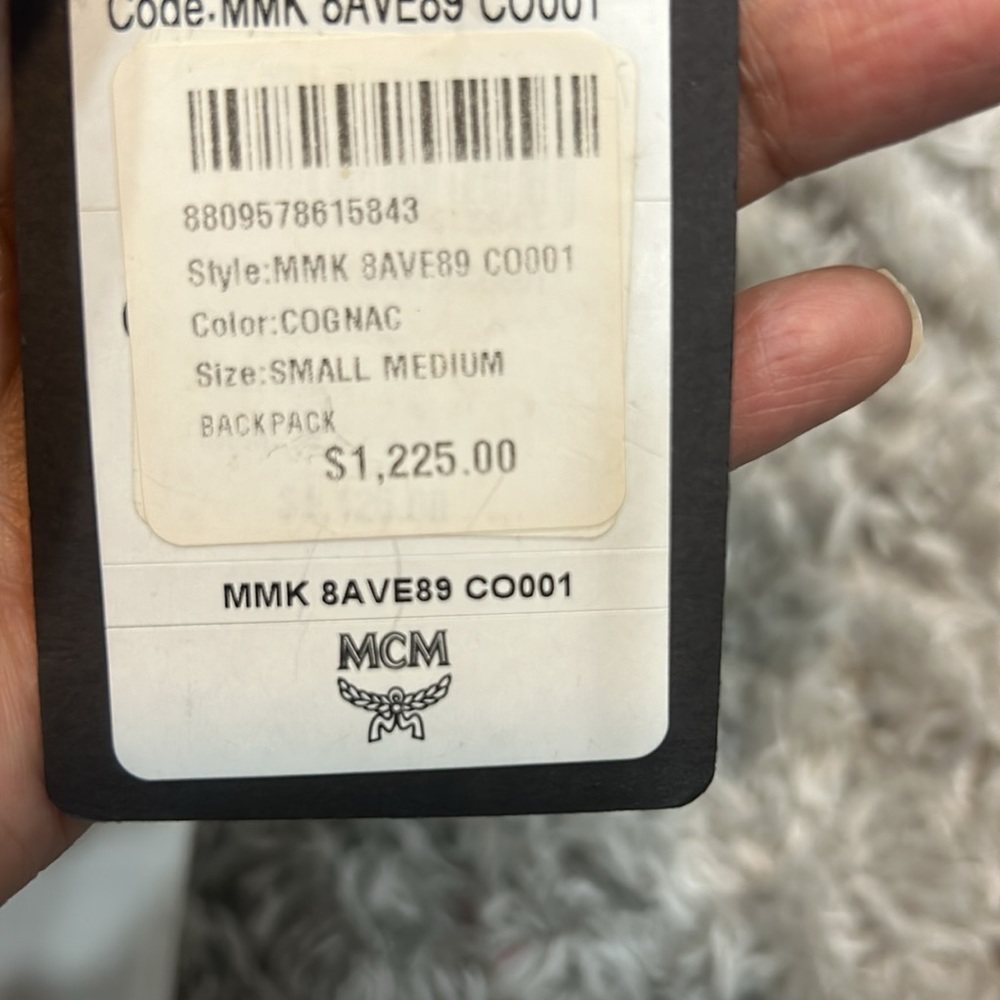 Code:MMK 8AVE89 CO001
8809578615843
Style:MMK 8AVE89 CO001
Color:COGNAC
Size:SMALL MEDIUM
BACKPACK
$1,225.00
MMK 8AVE89 CO001
MCM